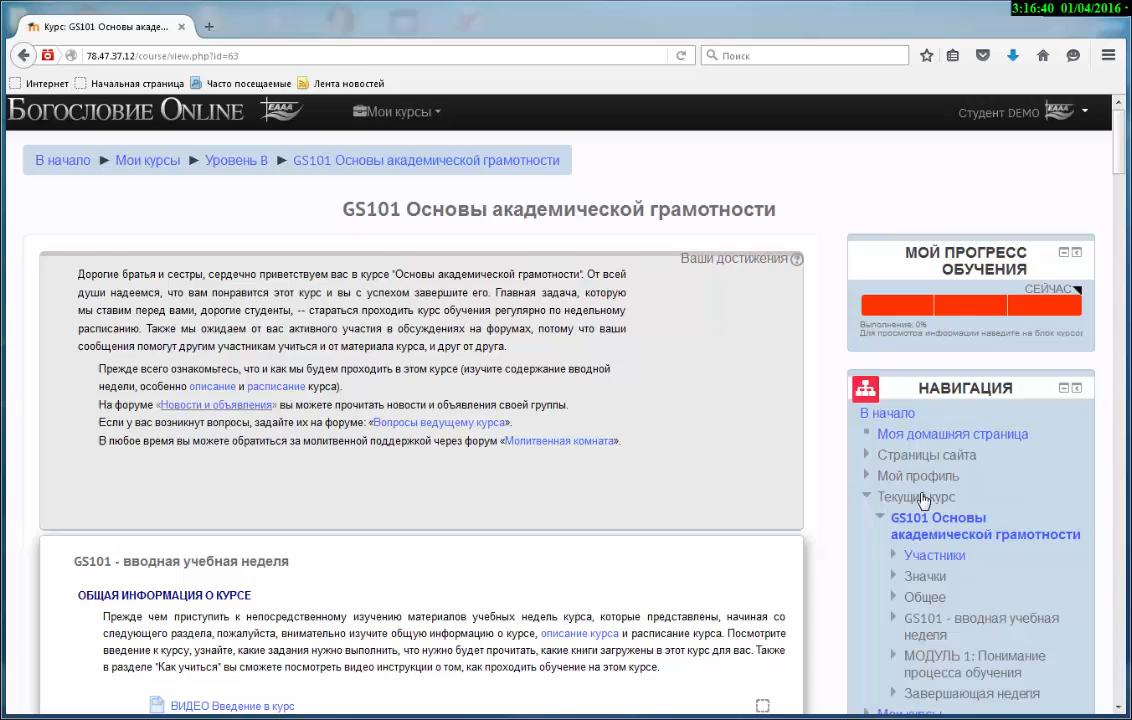 3:16:40 01/04/2016
Курс: GS101 Основы акаде...
78.47.37.12/course/view.php?id=63
Поиск
Интернет Начальная страница Часто посещаемые Лента новостей
БОГОСЛОВИЕ ONLINE ЕААА Мои курсы Студент DEMO ЕААА
В начало ► Мои курсы ► Уровень B ► GS101 Основы академической грамотности
GS101 Основы академической грамотности
Ваши достижения
Дорогие братья и сестры, сердечно приветствуем вас в курсе "Основы академической грамотности". От всей
души надеемся, что вам понравится этот курс и вы с успехом завершите его. Главная задача, которую
мы ставим перед вами, дорогие студенты, -- стараться проходить курс обучения регулярно по недельному
расписанию. Также мы ожидаем от вас активного участия в обсуждениях на форумах, потому что ваши
сообщения помогут другим участникам учиться и от материала курса, и друг от друга.
Прежде всего ознакомьтесь, что и как мы будем проходить в этом курсе (изучите содержание вводной
недели, особенно описание и расписание курса).
На форуме «Новости и объявления» вы можете прочитать новости и объявления своей группы.
Если у вас возникнут вопросы, задайте их на форуме: «Вопросы ведущему курса».
В любое время вы можете обратиться за молитвенной поддержкой через форум «Молитвенная комната».
GS101 - вводная учебная неделя
ОБЩАЯ ИНФОРМАЦИЯ О КУРСЕ
Прежде чем приступить к непосредственному изучению материалов учебных недель курса, которые представлены, начиная со
следующего раздела, пожалуйста, внимательно изучите общую информацию о курсе, описание курса и расписание курса. Посмотрите
введение к курсу, узнайте, какие задания нужно выполнить, что нужно будет прочитать, какие книги загружены в этот курс для вас. Также
в разделе "Как учиться" вы сможете посмотреть видео инструкции о том, как проходить обучение на этом курсе.
ВИДЕО Введение в курс
МОЙ ПРОГРЕСС
ОБУЧЕНИЯ
СЕЙЧАС
Выполнение: 0%
Для просмотра информации наведите на блок курсор
НАВИГАЦИЯ
В начало
Моя домашняя страница
Страницы сайта
Мой профиль
Текущий курс
GS101 Основы
академической грамотности
Участники
Значки
Общее
GS101 - вводная учебная
неделя
МОДУЛЬ 1: Понимание
процесса обучения
Завершающая неделя
Мои курсы